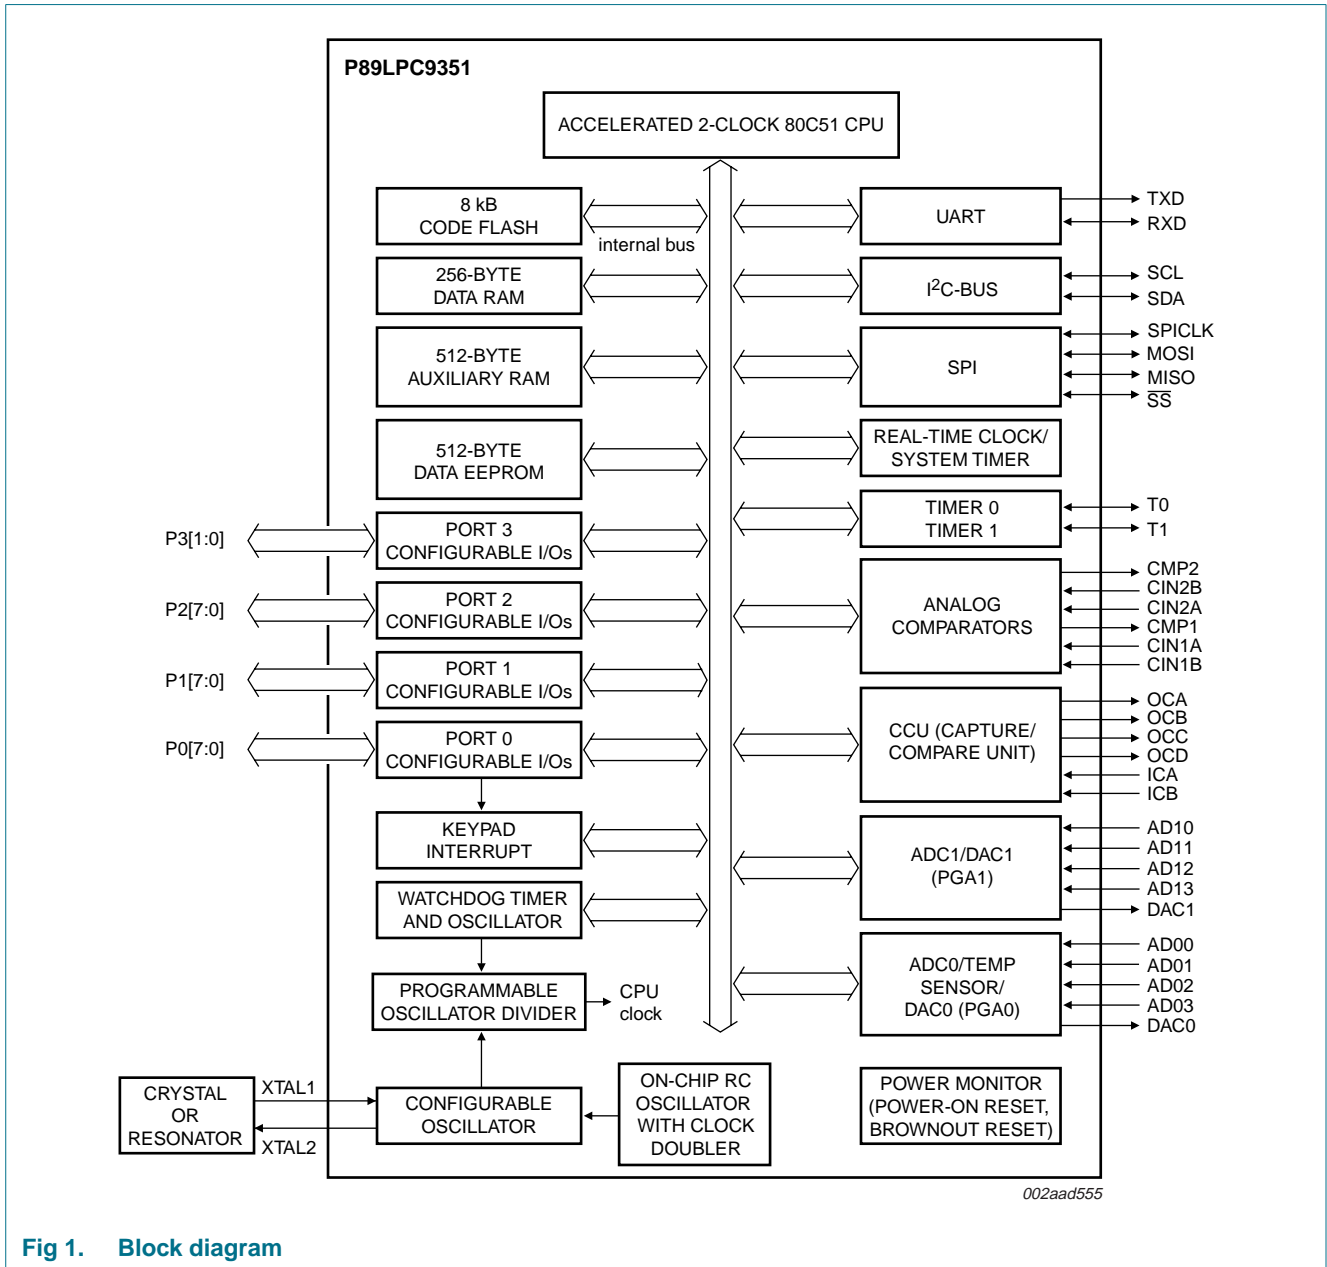 P89LPC9351
ACCELERATED 2-CLOCK 80C51 CPU
8 kB
CODE FLASH
internal bus
256-BYTE
DATA RAM
512-BYTE
AUXILIARY RAM
512-BYTE
DATA EEPROM
P3[1:0]
PORT 3
CONFIGURABLE I/Os
P2[7:0]
PORT 2
CONFIGURABLE I/Os
P1[7:0]
PORT 1
CONFIGURABLE I/Os
P0[7:0]
PORT 0
CONFIGURABLE I/Os
KEYPAD
INTERRUPT
WATCHDOG TIMER
AND OSCILLATOR
PROGRAMMABLE
OSCILLATOR DIVIDER
CPU
clock
CRYSTAL
OR
RESONATOR
XTAL1
XTAL2
CONFIGURABLE
OSCILLATOR
ON-CHIP RC
OSCILLATOR
WITH CLOCK
DOUBLER
UART
TXD
RXD
I2C-BUS
SCL
SDA
SPI
SPICLK
MOSI
MISO
SS
REAL-TIME CLOCK/
SYSTEM TIMER
TIMER 0
TIMER 1
T0
T1
ANALOG
COMPARATORS
CMP2
CIN2B
CIN2A
CMP1
CIN1A
CIN1B
CCU (CAPTURE/
COMPARE UNIT)
OCA
OCB
OCC
OCD
ICA
ICB
ADC1/DAC1
(PGA1)
AD10
AD11
AD12
AD13
DAC1
ADC0/TEMP
SENSOR/
DAC0 (PGA0)
AD00
AD01
AD02
AD03
DAC0
POWER MONITOR
(POWER-ON RESET,
BROWNOUT RESET)
002aad555
Fig 1. Block diagram